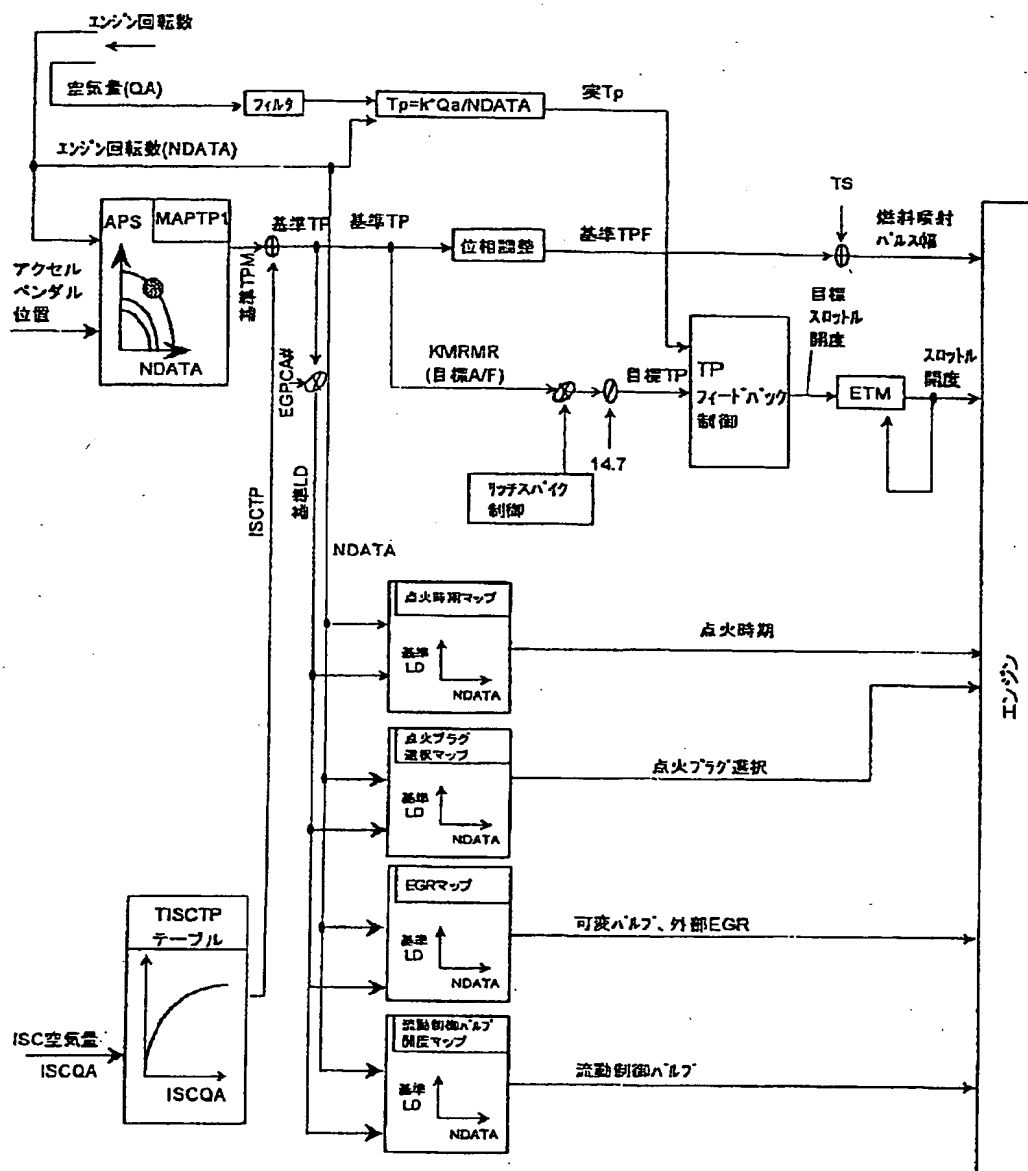 エンジン回転数
空気量(QA)
フィルタ
Tp=k*Qa/NDATA
実Tp
エンジン回転数(NDATA)
TS
APS
MAPTP1
基準TP
基準TP
位相調整
基準TPF
燃料噴射
パルス幅
アクセル
ペンダル
位置
NDATA
基準TPM
EGPCA#
KMRMR
(目標A/F)
目標TP
TP
フィードバック
制御
目標
スロットル
開度
ETM
スロットル
開度
14.7
リッチスパイク
制御
ISCTP
基準LD
NDATA
点火時期マップ
基準
LD
NDATA
点火時期
エンジン
点火プラグ
選択マップ
基準
LD
NDATA
点火プラグ選択
EGRマップ
基準
LD
NDATA
可変バルブ、外部EGR
TISCTP
テーブル
ISCQA
ISC空気量
ISCQA
流動制御バルブ
開度マップ
基準
LD
NDATA
流動制御バルブ